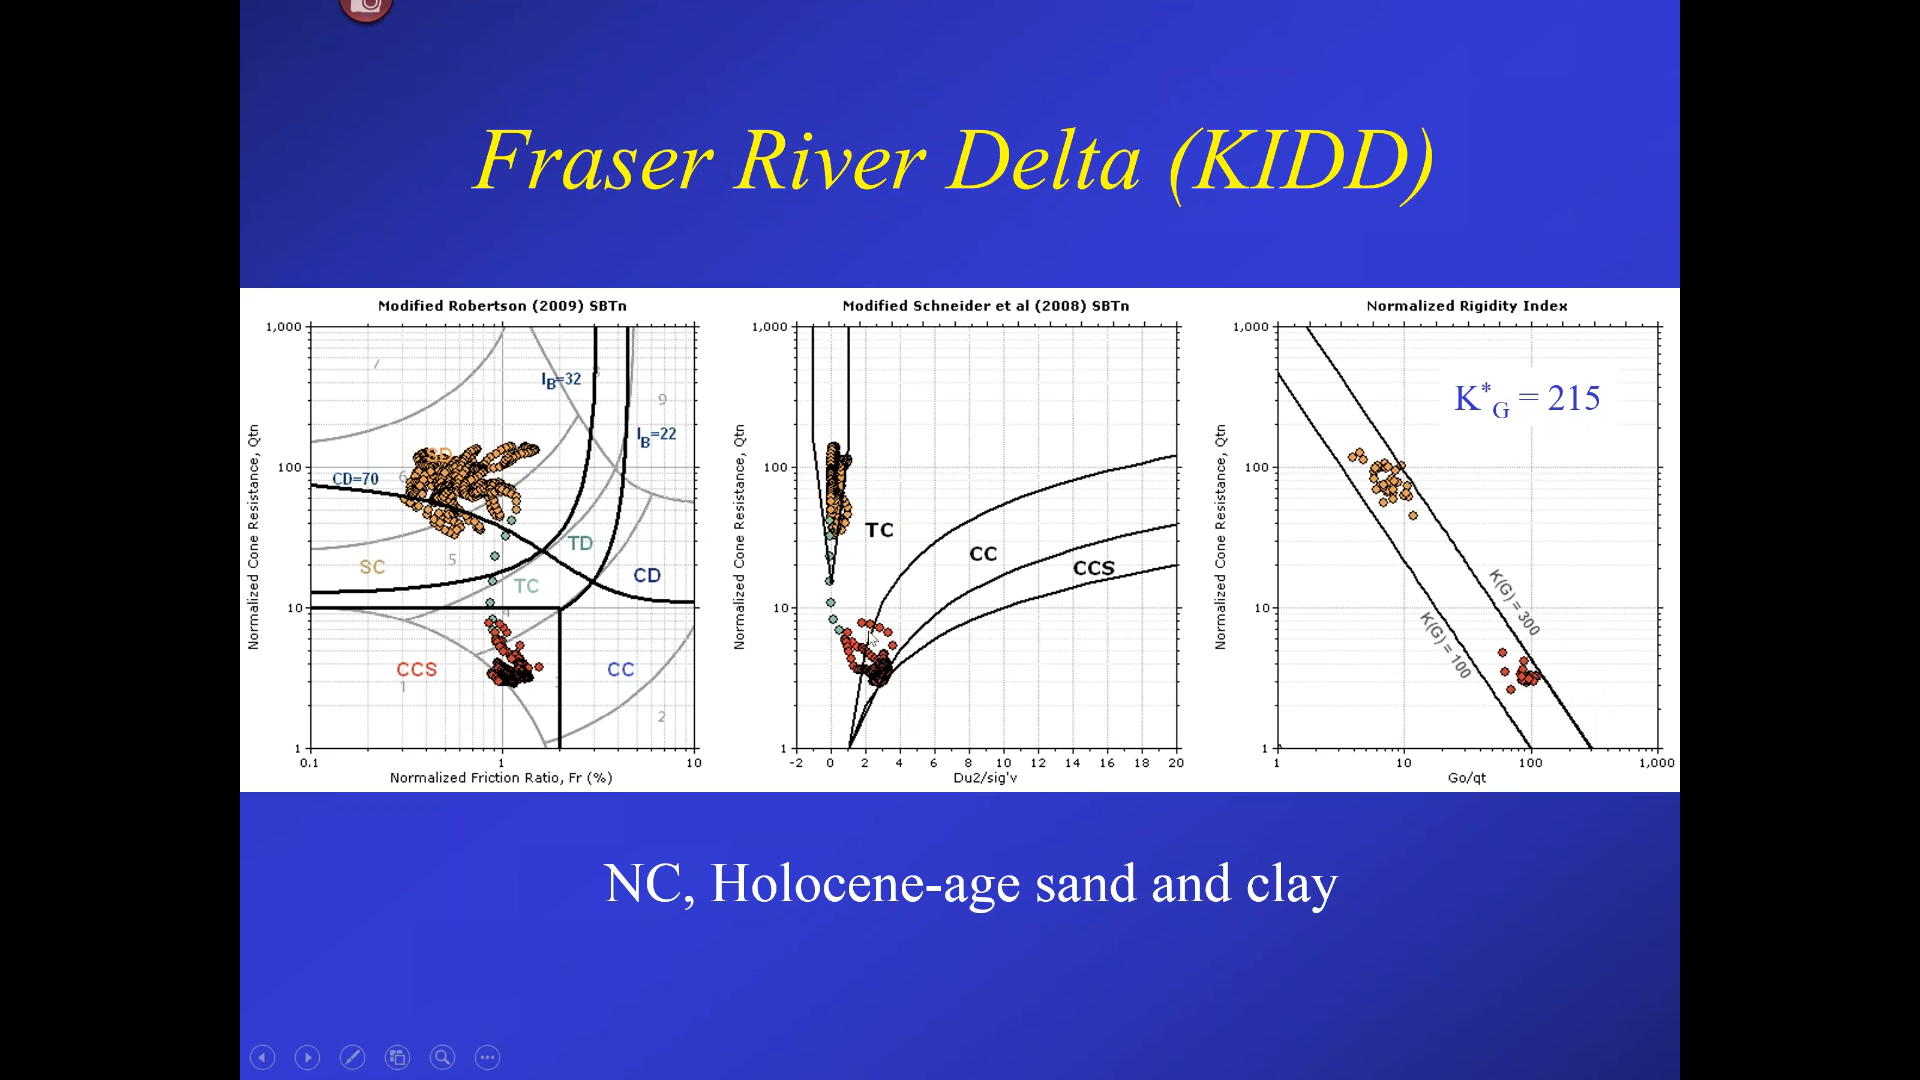 Fraser River Delta (KIDD)
Modified Robertson (2009) SBTn
1,000
100
10
1
0.1
1
10
Normalized Cone Resistance, Qtn
Normalized Friction Ratio, Fr (%)
7
IB=32
9
IB=22
SD
CD=70
6
5
SC
TD
TC
CD
4
CCS
1
CC
2
Modified Schneider et al (2008) SBTn
1,000
100
10
1
-2 0 2 4 6 8 10 12 14 16 18 20
Normalized Cone Resistance, Qtn
Du2/sig'v
TC
CC
CCS
Normalized Rigidity Index
1,000
100
10
1
1 10 100 1,000
Normalized Cone Resistance, Qtn
Go/qt
K*G = 215
K(G) = 300
K(G) = 100
NC, Holocene-age sand and clay